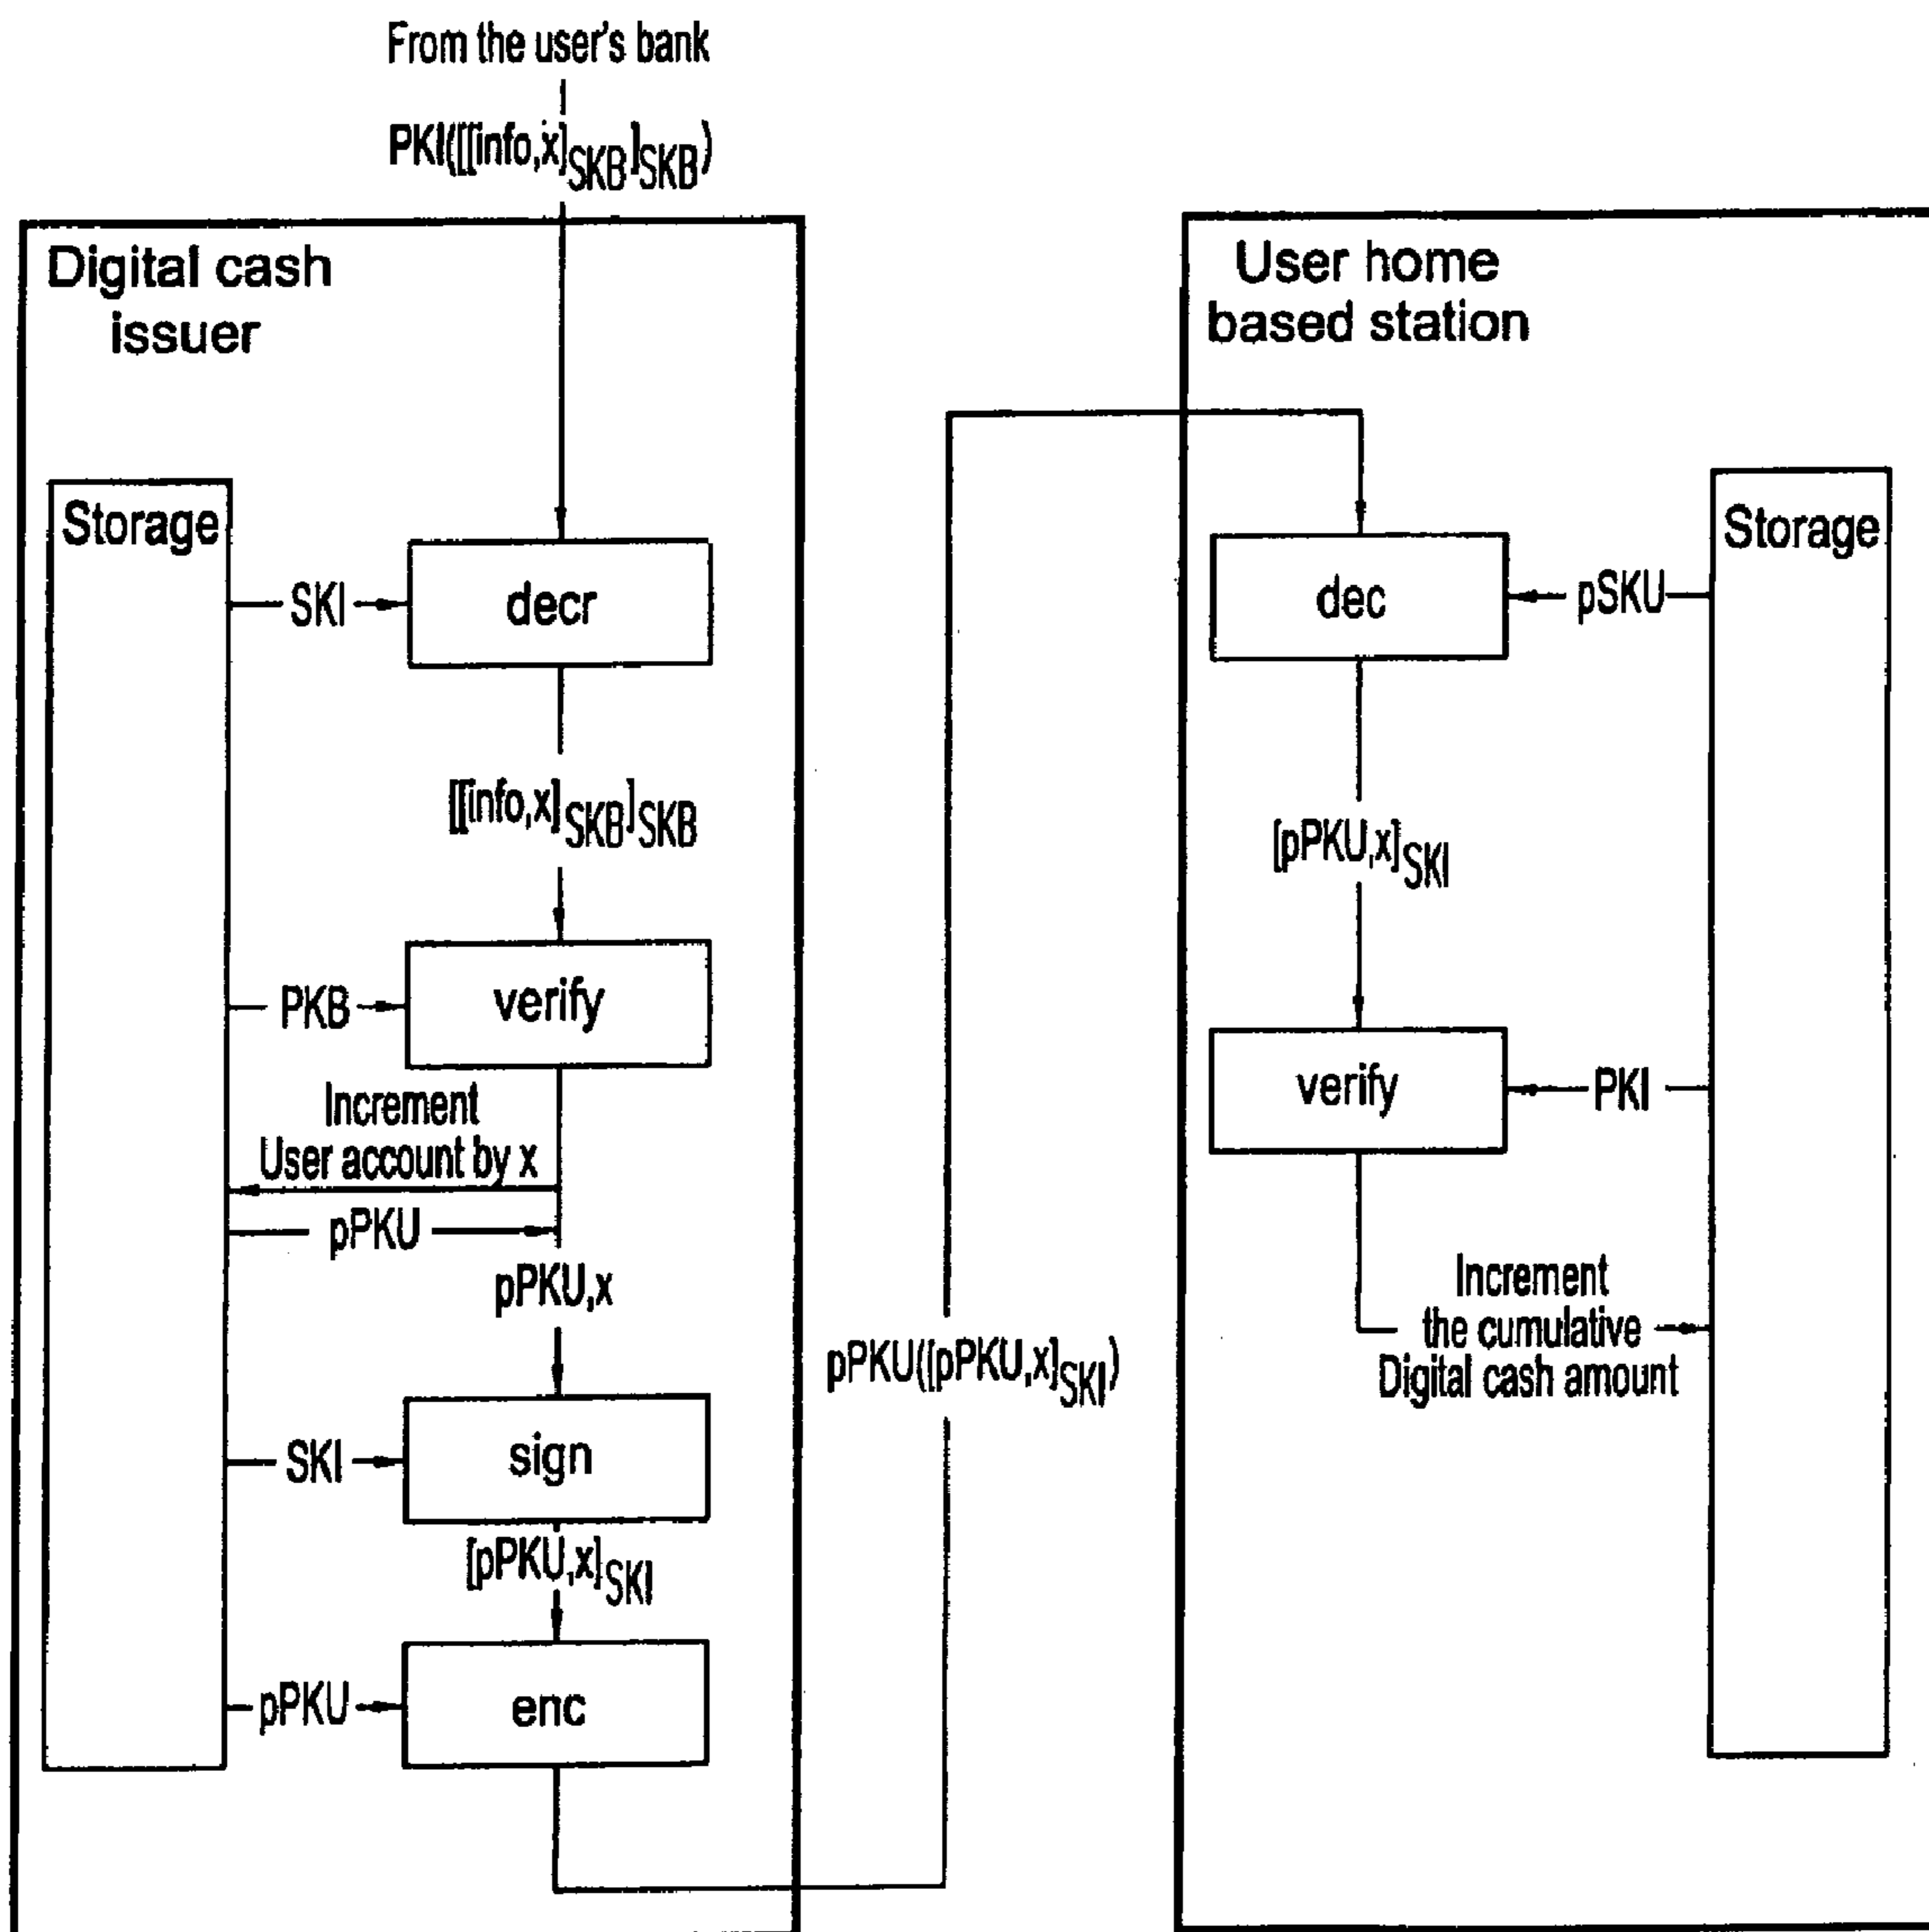 From the user's bank
PKI([[info,x]SKB]SKB)
Digital cash
issuer
Storage
SKI
decr
[[info,x]SKB]SKB
PKB
verify
Increment
User account by x
pPKU
pPKU,x
SKI
sign
[pPKU,x]SKI
pPKU
enc
pPKU([pPKU,x]SKI)
User home
based station
Storage
dec
pSKU
[pPKU,x]SKI
verify
PKI
Increment
the cumulative
Digital cash amount